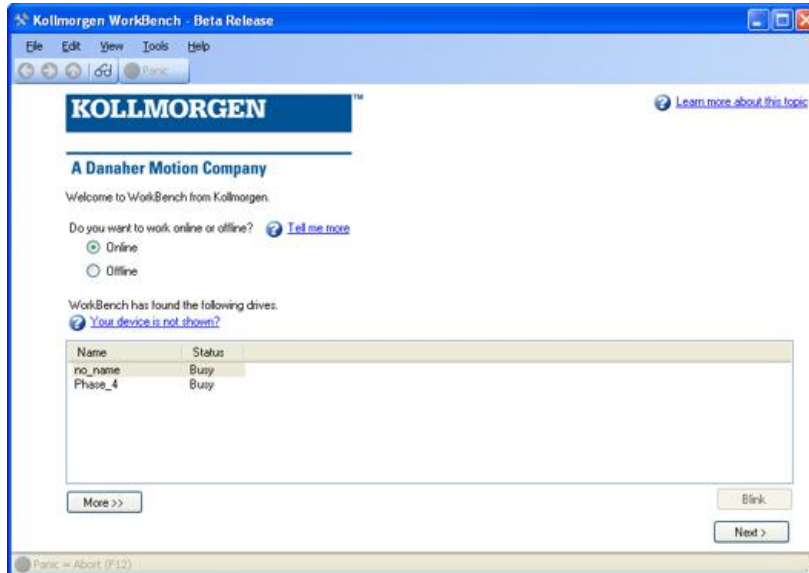 Kollmorgen WorkBench - Beta Release
File Edit View Tools Help
Panic
KOLLMORGEN™
Learn more about this topic
A Danaher Motion Company
Welcome to WorkBench from Kollmorgen.
Do you want to work online or offline? Tell me more
Online
Offline
WorkBench has found the following drives.
Your device is not shown?
Name Status
no_name Busy
Phase_4 Busy
More >>
Blink
Next >
Panic = Abort (F12)